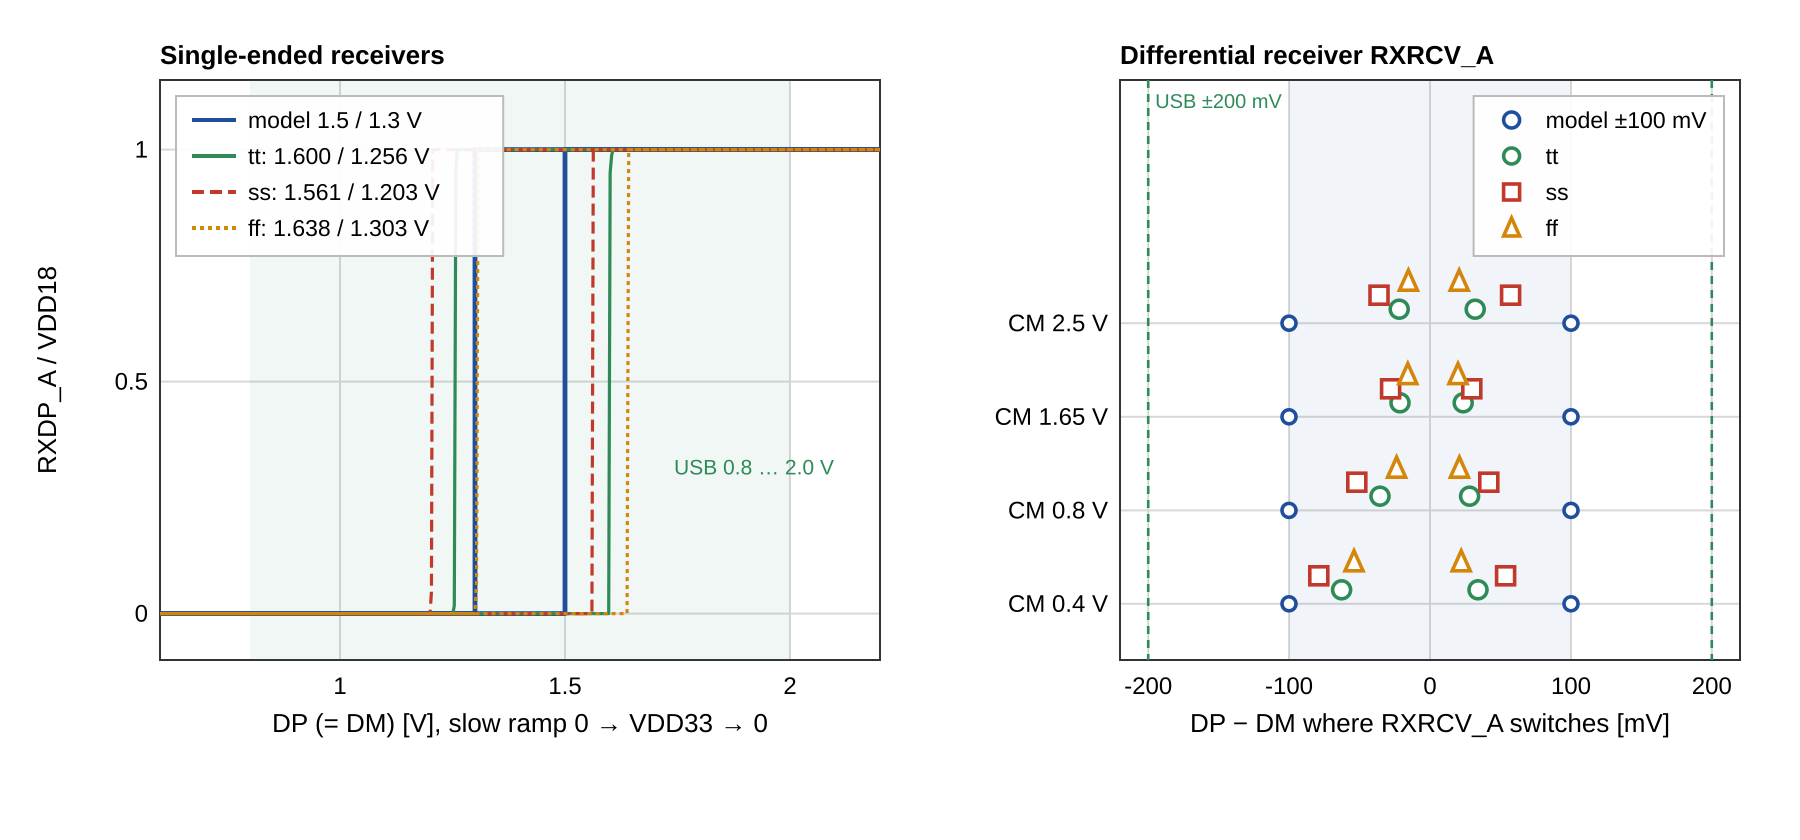 Single-ended receivers
model 1.5 / 1.3 V
tt: 1.600 / 1.256 V
ss: 1.561 / 1.203 V
ff: 1.638 / 1.303 V
USB 0.8 … 2.0 V
1
0.5
0
RXDP_A / VDD18
1
1.5
2
DP (= DM) [V], slow ramp 0 → VDD33 → 0
Differential receiver RXRCV_A
USB ±200 mV
model ±100 mV
tt
ss
ff
CM 2.5 V
CM 1.65 V
CM 0.8 V
CM 0.4 V
-200
-100
0
100
200
DP − DM where RXRCV_A switches [mV]